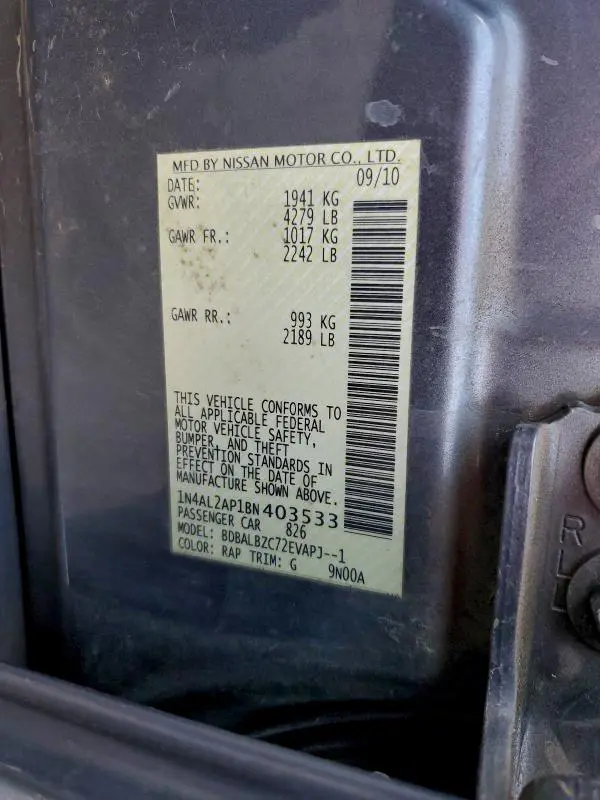 MFD BY NISSAN MOTOR CO., LTD.
DATE: 09/10
GVWR: 1941 KG
4279 LB
GAWR FR.: 1017 KG
2242 LB
GAWR RR.: 993 KG
2189 LB
THIS VEHICLE CONFORMS TO
ALL APPLICABLE FEDERAL
MOTOR VEHICLE SAFETY,
BUMPER, AND THEFT
PREVENTION STANDARDS IN
EFFECT ON THE DATE OF
MANUFACTURE SHOWN ABOVE.
1N4AL2AP1BN403533
PASSENGER CAR 826
MODEL: BDBALBZC72EVAPJ--1
COLOR: RAP TRIM: G 9N00A
R